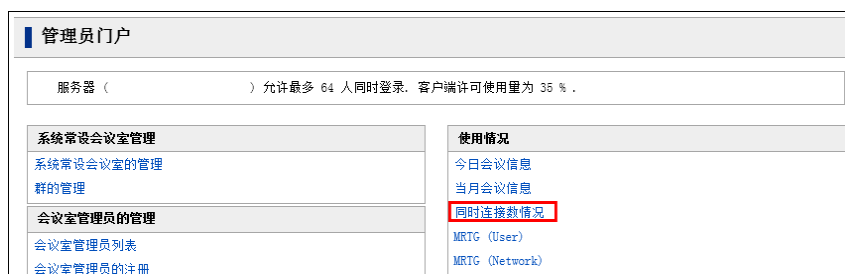 管理员门户
服务器 （ ） 允许最多 64 人同时登录. 客户端许可使用量为 35 % .
系统常设会议室管理
系统常设会议室的管理
群的管理
会议室管理员的管理
会议室管理员列表
会议室管理员的注册
使用情况
今日会议信息
当月会议信息
同时连接数情况
MRTG (User)
MRTG (Network)